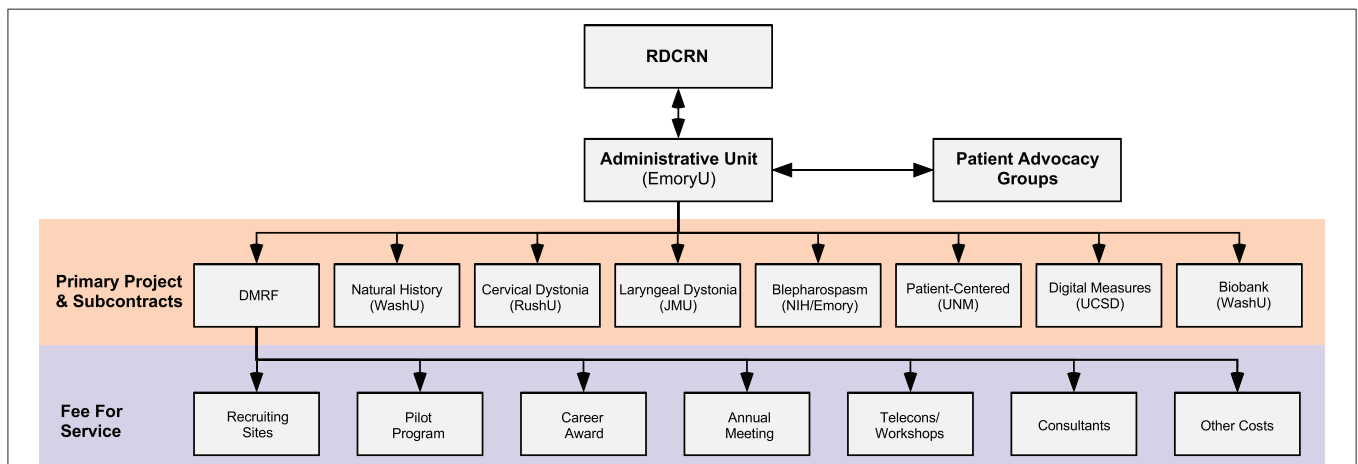 RDCRN
Administrative Unit
(EmoryU)
Patient Advocacy
Groups
Primary Project
& Subcontracts
DMRF
Natural History
(WashU)
Cervical Dystonia
(RushU)
Laryngeal Dystonia
(JMU)
Blepharospasm
(NIH/Emory)
Patient-Centered
(UNM)
Digital Measures
(UCSD)
Biobank
(WashU)
Fee For
Service
Recruiting
Sites
Pilot
Program
Career
Award
Annual
Meeting
Telecons/
Workshops
Consultants
Other Costs